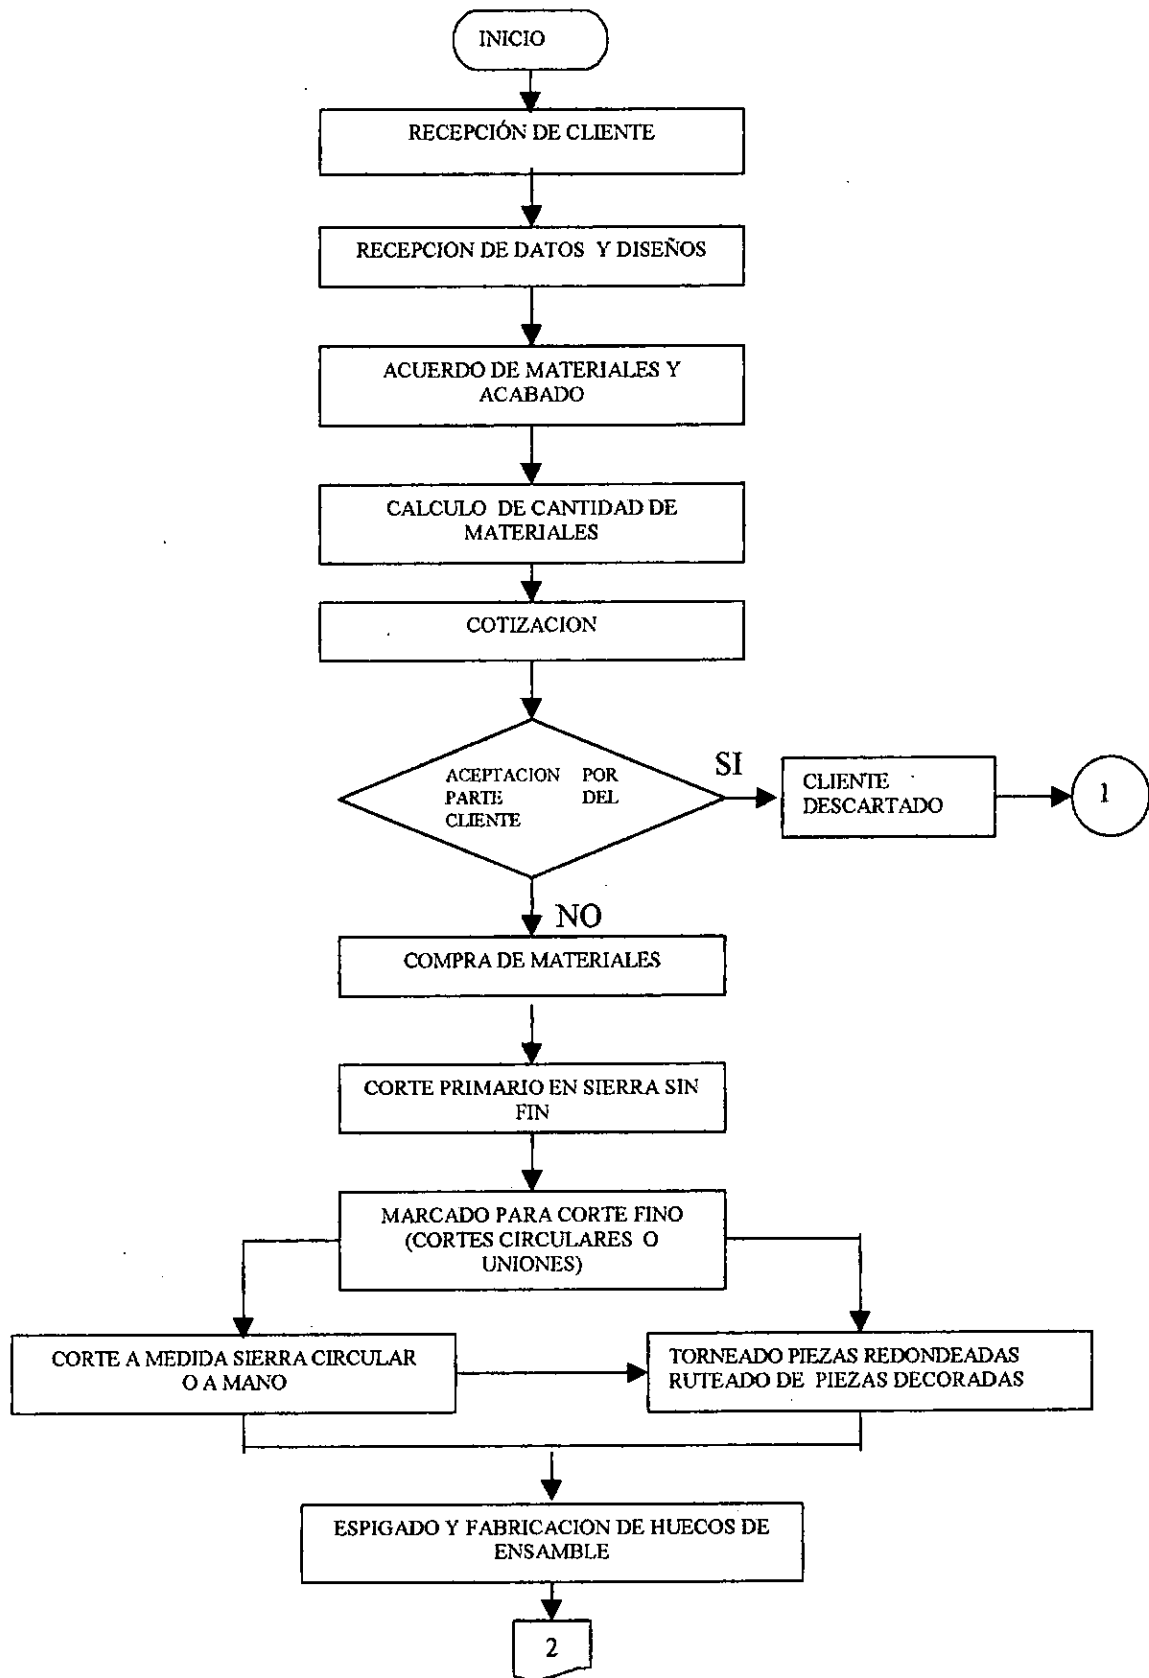 INICIO
RECEPCIÓN DE CLIENTE
RECEPCION DE DATOS Y DISEÑOS
ACUERDO DE MATERIALES Y
ACABADO
CALCULO DE CANTIDAD DE
MATERIALES
COTIZACION
ACEPTACION POR
PARTE DEL
CLIENTE
SI
CLIENTE
DESCARTADO
1
NO
COMPRA DE MATERIALES
CORTE PRIMARIO EN SIERRA SIN
FIN
MARCADO PARA CORTE FINO
(CORTES CIRCULARES O
UNIONES)
CORTE A MEDIDA SIERRA CIRCULAR
O A MANO
TORNEADO PIEZAS REDONDEADAS
RUTEADO DE PIEZAS DECORADAS
ESPIGADO Y FABRICACION DE HUECOS DE
ENSAMBLE
2